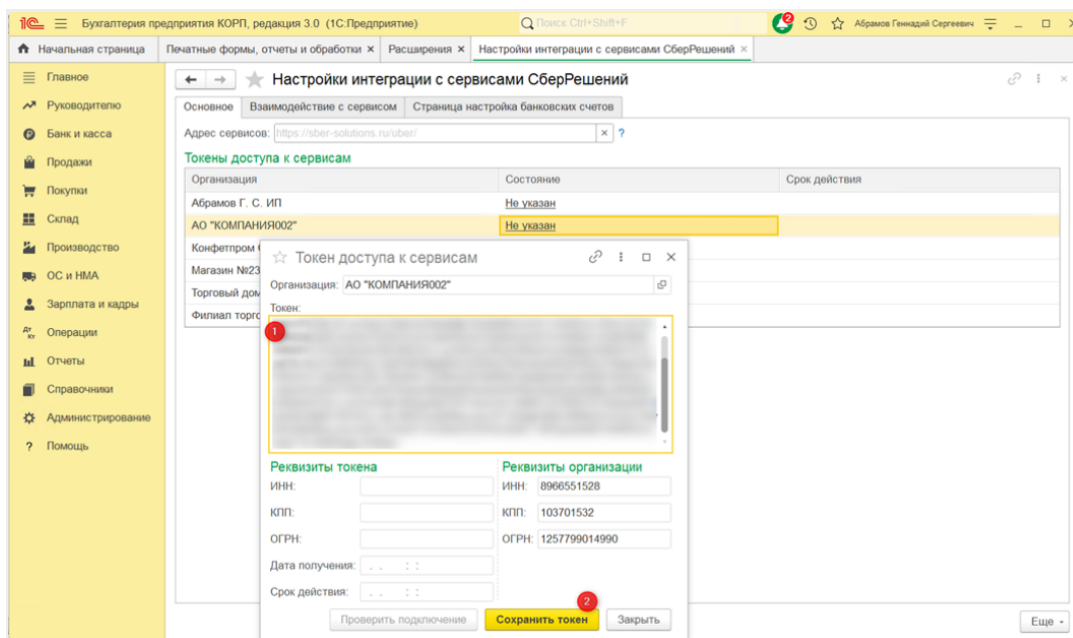 1С Бухгалтерия предприятия КОРП, редакция 3.0 (1С:Предприятие) Поиск Ctrl+Shift+F 2 Абрамов Геннадий Сергеевич
Начальная страница Печатные формы, отчеты и обработки × Расширения × Настройки интеграции с сервисами СберРешений ×
Главное
Руководителю
Банк и касса
Продажи
Покупки
Склад
Производство
ОС и НМА
Зарплата и кадры
Операции
Отчеты
Справочники
Администрирование
? Помощь
Настройки интеграции с сервисами СберРешений
Основное Взаимодействие с сервисом Страница настройка банковских счетов
Адрес сервисов: https://sber-solutions.ru/uber/ × ?
Токены доступа к сервисам
Организация Состояние Срок действия
Абрамов Г. С. ИП Не указан
АО "КОМПАНИЯ002" Не указан
Конфетпром
Магазин №23
Торговый дом
Филиал торго
Токен доступа к сервисам
Организация: АО "КОМПАНИЯ002"
Токен:
1
Реквизиты токена Реквизиты организации
ИНН: ИНН: 8966551528
КПП: КПП: 103701532
ОГРН: ОГРН: 1257799014990
Дата получения: . . : :
Срок действия: . . : :
2
Проверить подключение Сохранить токен Закрыть
Еще